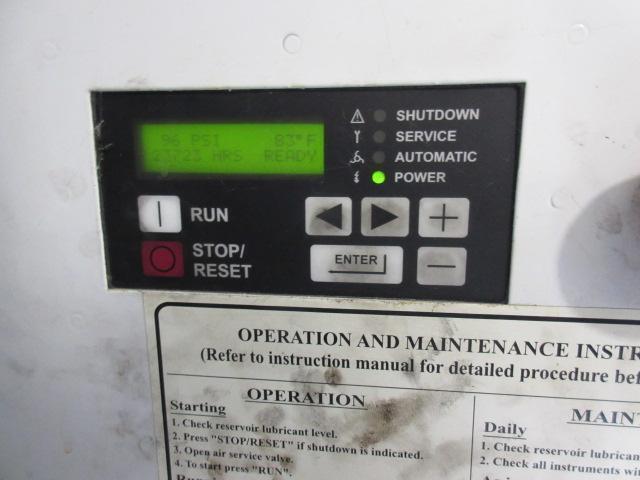 96 PSI 83°F
23723 HRS READY
SHUTDOWN
SERVICE
AUTOMATIC
POWER
RUN
STOP/
RESET
ENTER
OPERATION AND MAINTENANCE INSTR
(Refer to instruction manual for detailed procedure bef
OPERATION
Starting
1. Check reservoir lubricant level.
2. Press "STOP/RESET" if shutdown is indicated.
3. Open air service valve.
4. To start press "RUN".
MAIN
Daily
1. Check reservoir lubrican
2. Check all instruments wi